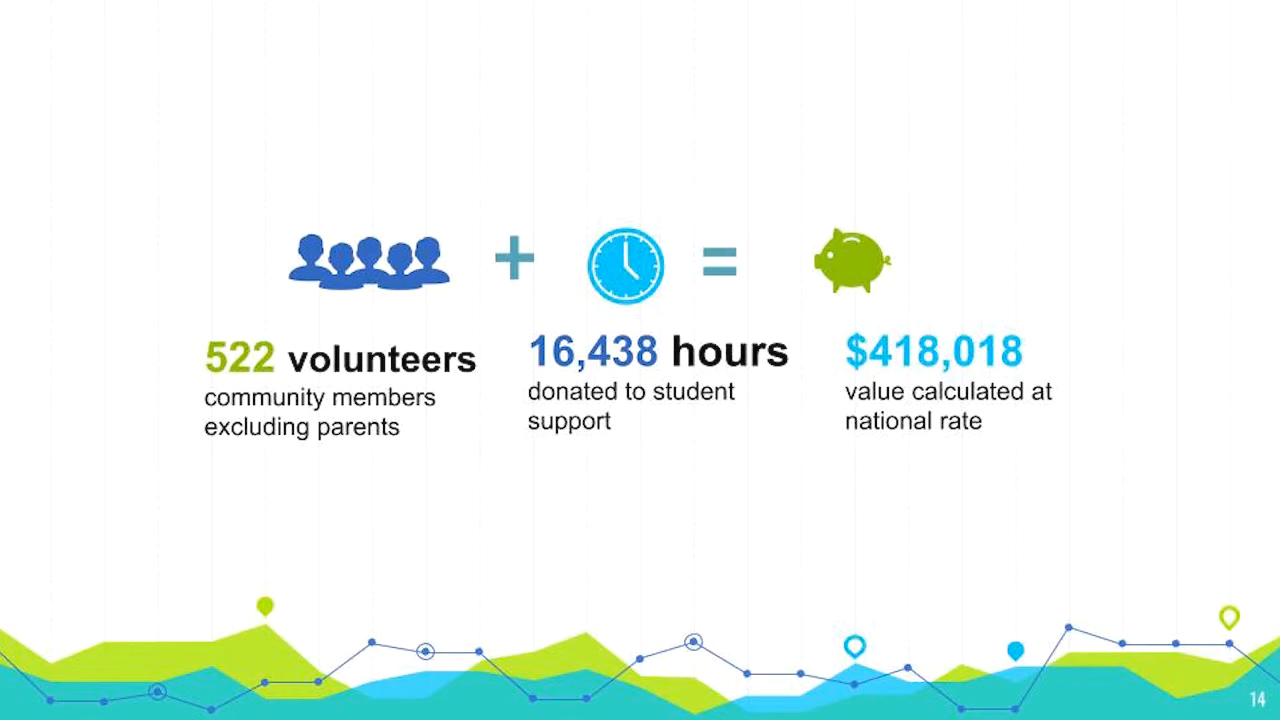 +
=
522 volunteers
community members
excluding parents
16,438 hours
donated to student
support
$418,018
value calculated at
national rate
14